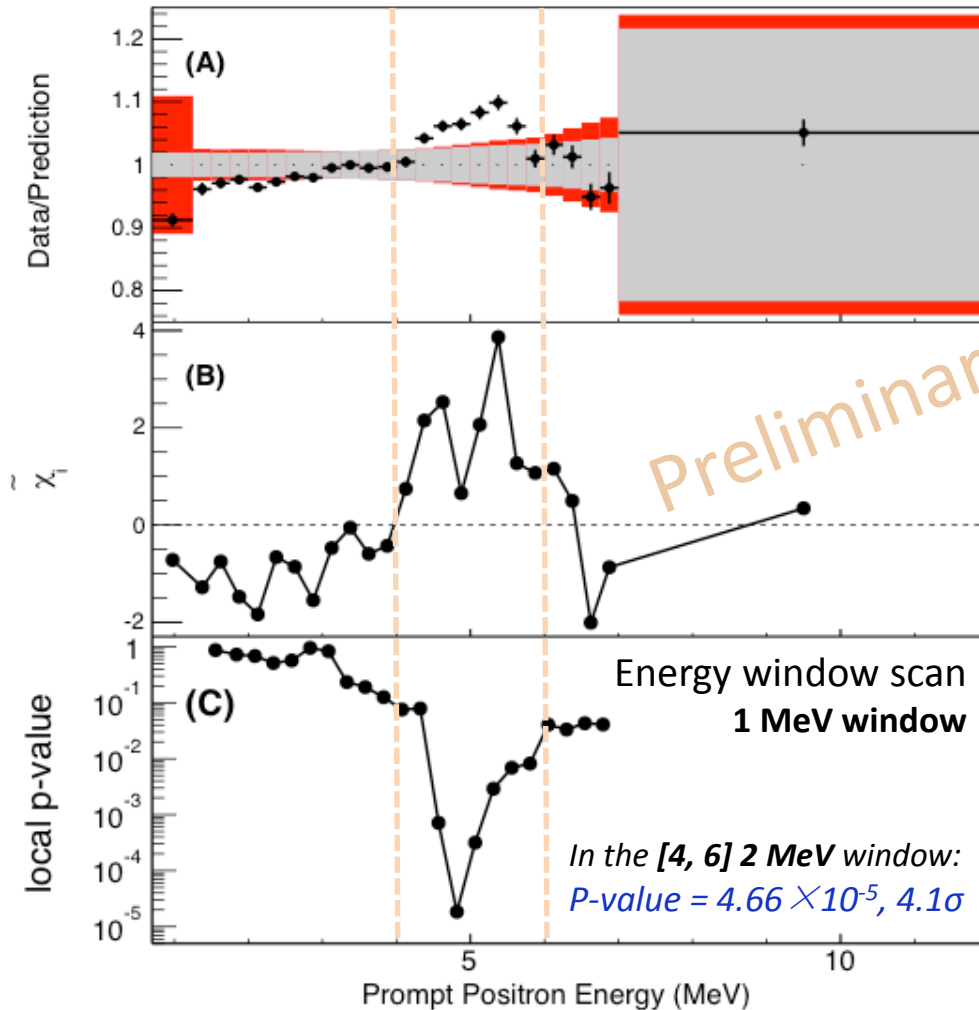 (A)
1.2
1.1
1
0.9
0.8
Data/Prediction
(B)
4
2
0
-2
χ̃ᵢ
Preliminar
(C)
1
10⁻¹
10⁻²
10⁻³
10⁻⁴
10⁻⁵
local p-value
Energy window scan
1 MeV window
In the [4, 6] 2 MeV window:
P-value = 4.66×10⁻⁵, 4.1σ
5
10
Prompt Positron Energy (MeV)